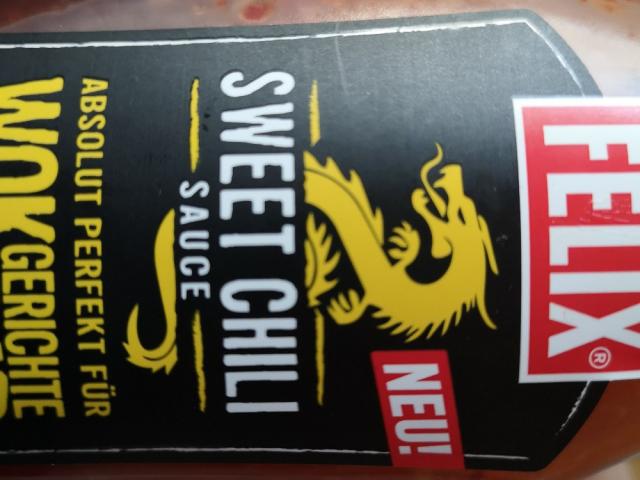 FELIX®
NEU!
SWEET CHILI
SAUCE
ABSOLUT PERFEKT FÜR
WOKGERICHTE